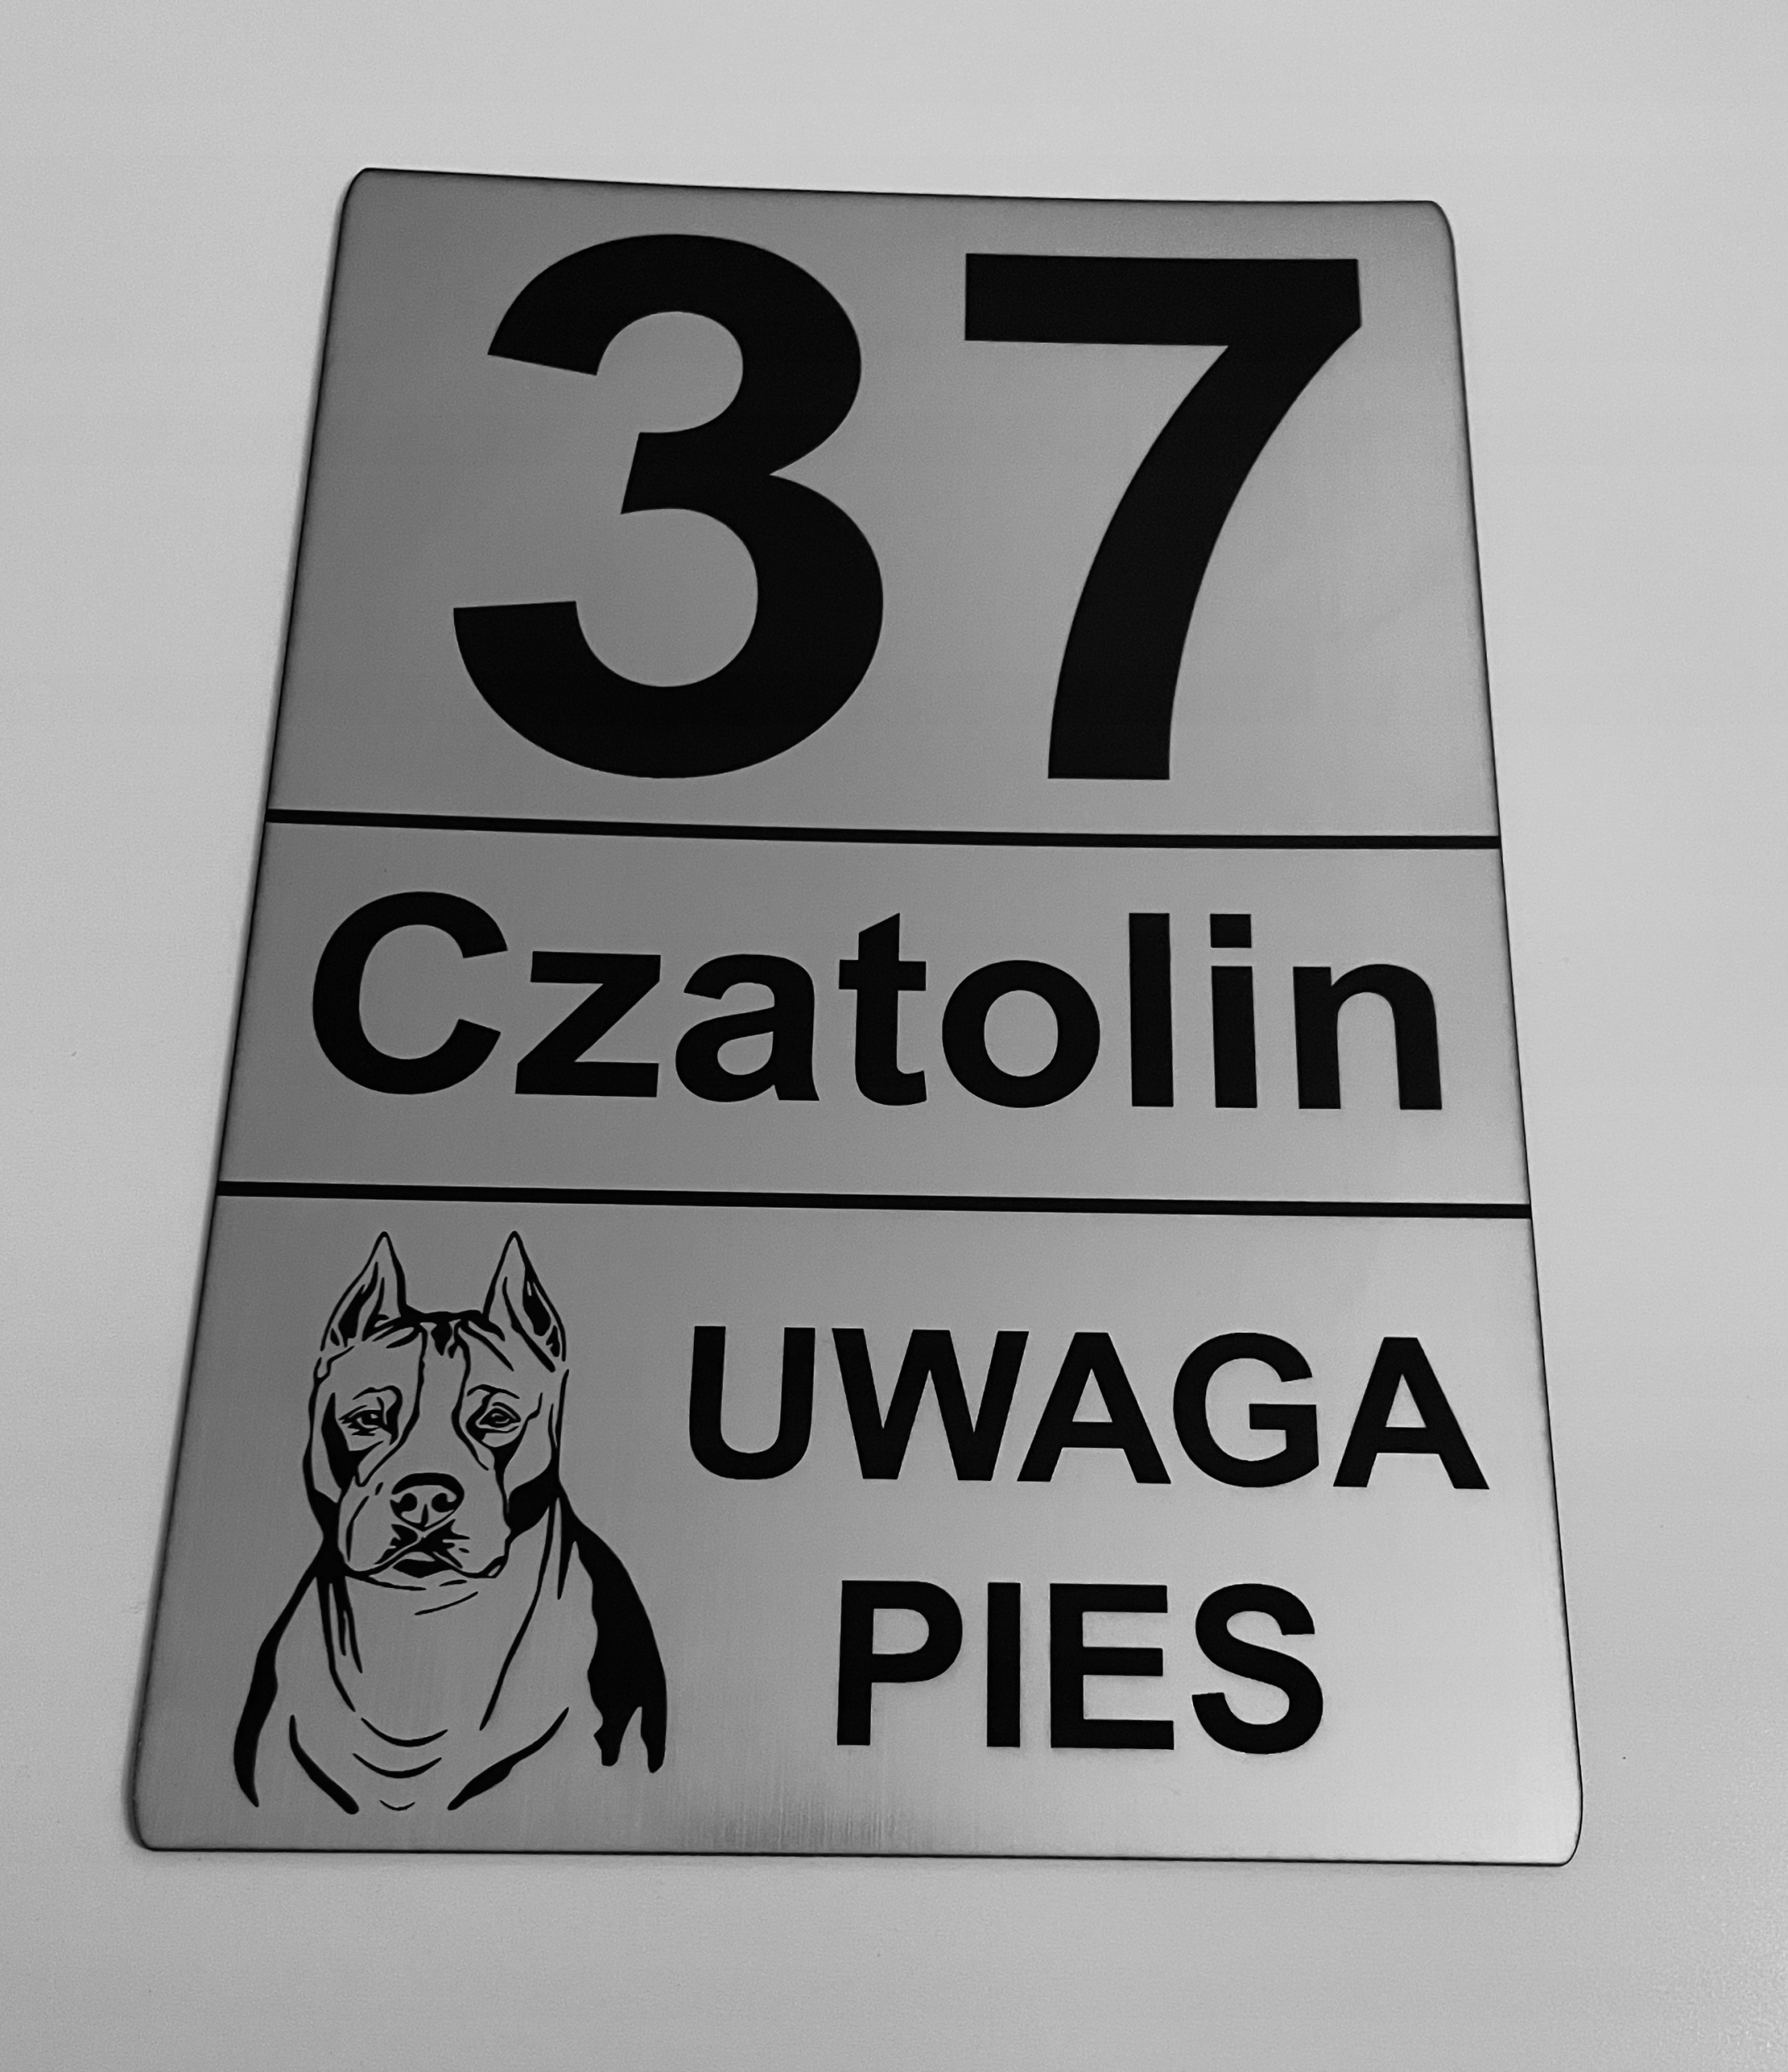 37
Czatolin
UWAGA
PIES